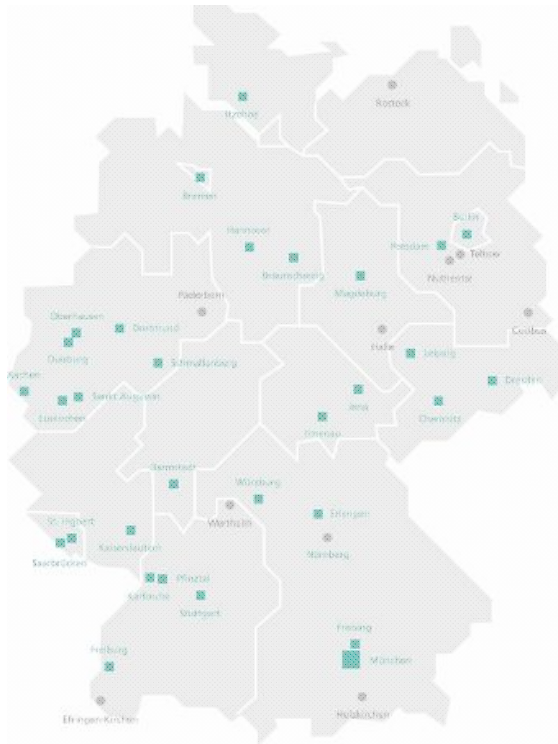 Rostock
Itzehoe
Bremen
Hannover
Berlin
Potsdam
Teltow
Braunschweig
Nuthetal
Magdeburg
Paderborn
Cottbus
Oberhausen
Dortmund
Halle
Duisburg
Leipzig
Schmallenberg
Aachen
Dresden
Sankt Augustin
Jena
Euskirchen
Chemnitz
Ilmenau
Darmstadt
Würzburg
Wertheim
Erlangen
St. Ingbert
Kaiserslautern
Nürnberg
Saarbrücken
Pfinztal
Karlsruhe
Stuttgart
Freising
Freiburg
München
Holzkirchen
Efringen-Kirchen